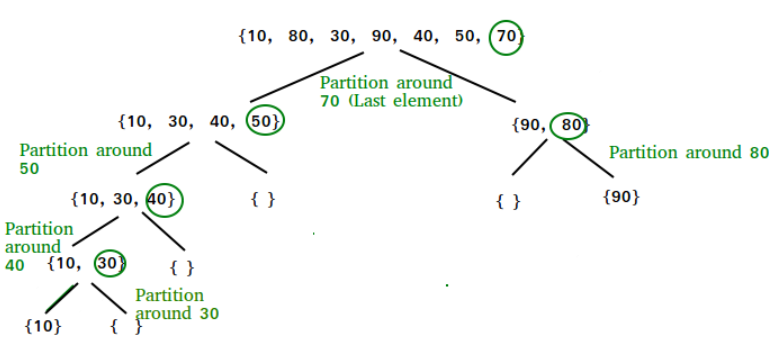 {10, 80, 30, 90, 40, 50, 70}
Partition around
70 (Last element)
{10, 30, 40, 50}
{90, 80}
Partition around
50
Partition around 80
{10, 30, 40}
{ }
{ }
{90}
Partition
around
40
{10, 30}
{ }
Partition
around 30
{10}
{ }